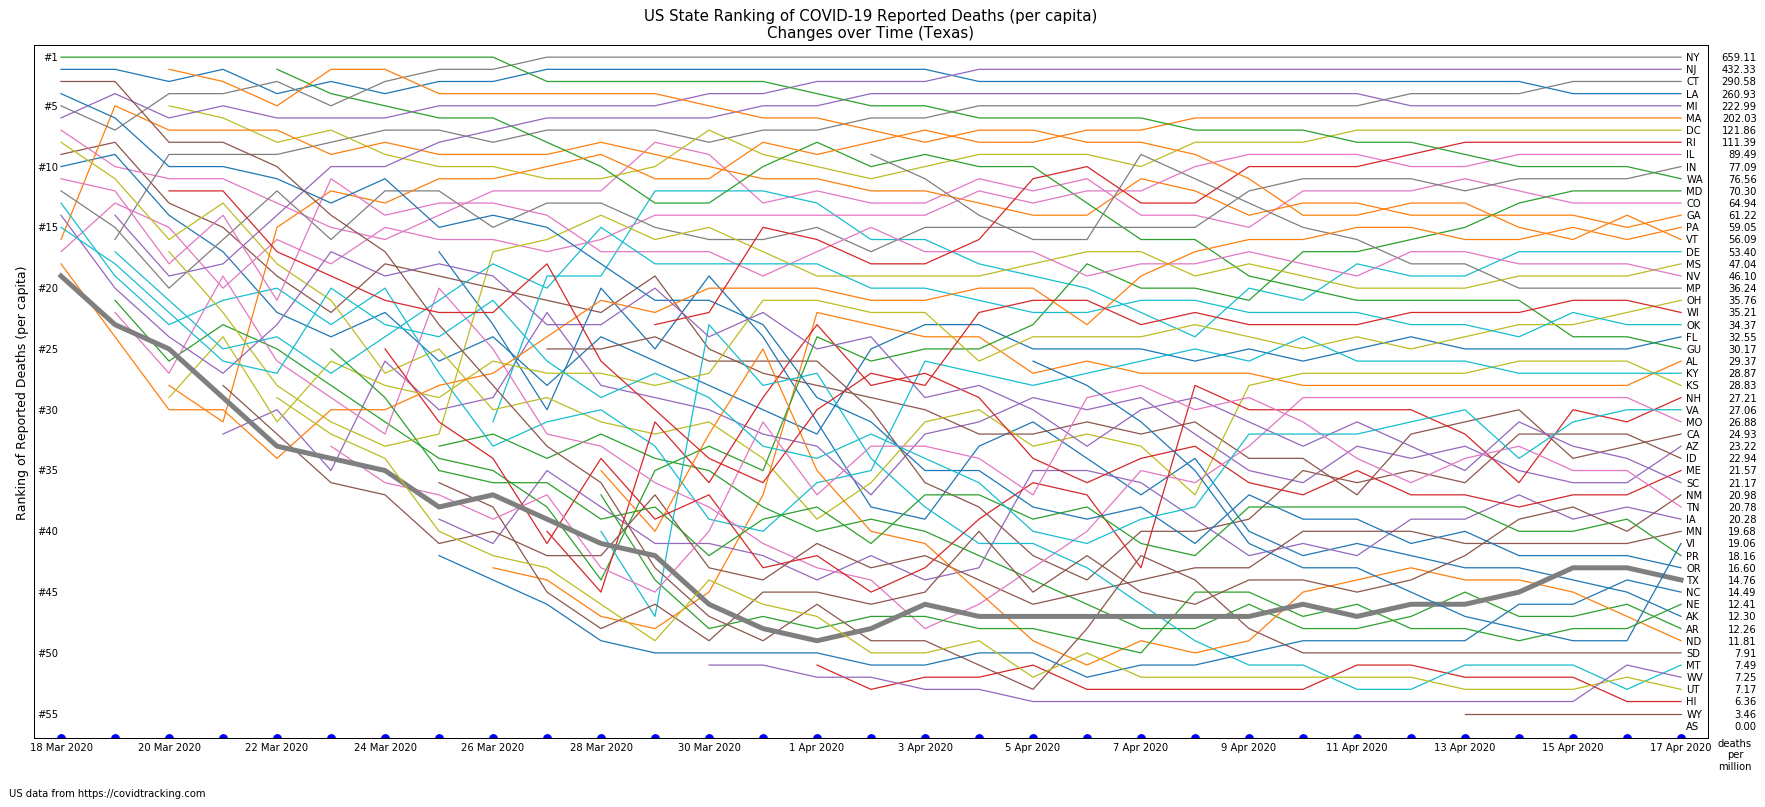 US State Ranking of COVID-19 Reported Deaths (per capita)
Changes over Time (Texas)
Ranking of Reported Deaths (per capita)
#1
#5
#10
#15
#20
#25
#30
#35
#40
#45
#50
#55
NY 659.11
NJ 432.33
CT 290.58
LA 260.93
MI 222.99
MA 202.03
DC 121.86
RI 111.39
IL 89.49
IN 77.09
WA 76.56
MD 70.30
CO 64.94
GA 61.22
PA 59.05
VT 56.09
DE 53.40
MS 47.04
NV 46.10
MP 36.24
OH 35.76
WI 35.21
OK 34.37
FL 32.55
GU 30.17
AL 29.37
KY 28.87
KS 28.83
NH 27.21
VA 27.06
MO 26.88
CA 24.93
AZ 23.22
ID 22.94
ME 21.57
SC 21.17
NM 20.98
TN 20.78
IA 20.28
MN 19.68
VI 19.06
PR 18.16
OR 16.60
TX 14.76
NC 14.49
NE 12.41
AK 12.30
AR 12.26
ND 11.81
SD 7.91
MT 7.49
WV 7.25
UT 7.17
HI 6.36
WY 3.46
AS 0.00
18 Mar 2020 20 Mar 2020 22 Mar 2020 24 Mar 2020 26 Mar 2020 28 Mar 2020 30 Mar 2020 1 Apr 2020 3 Apr 2020 5 Apr 2020 7 Apr 2020 9 Apr 2020 11 Apr 2020 13 Apr 2020 15 Apr 2020 17 Apr 2020
deaths
per
million
US data from https://covidtracking.com